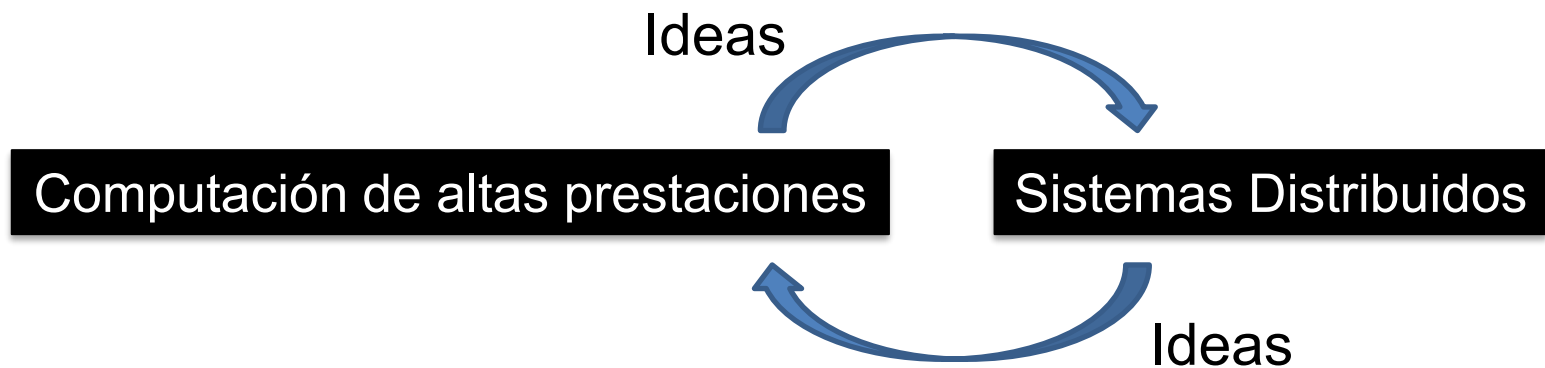 Ideas
Computación de altas prestaciones
Sistemas Distribuidos
Ideas